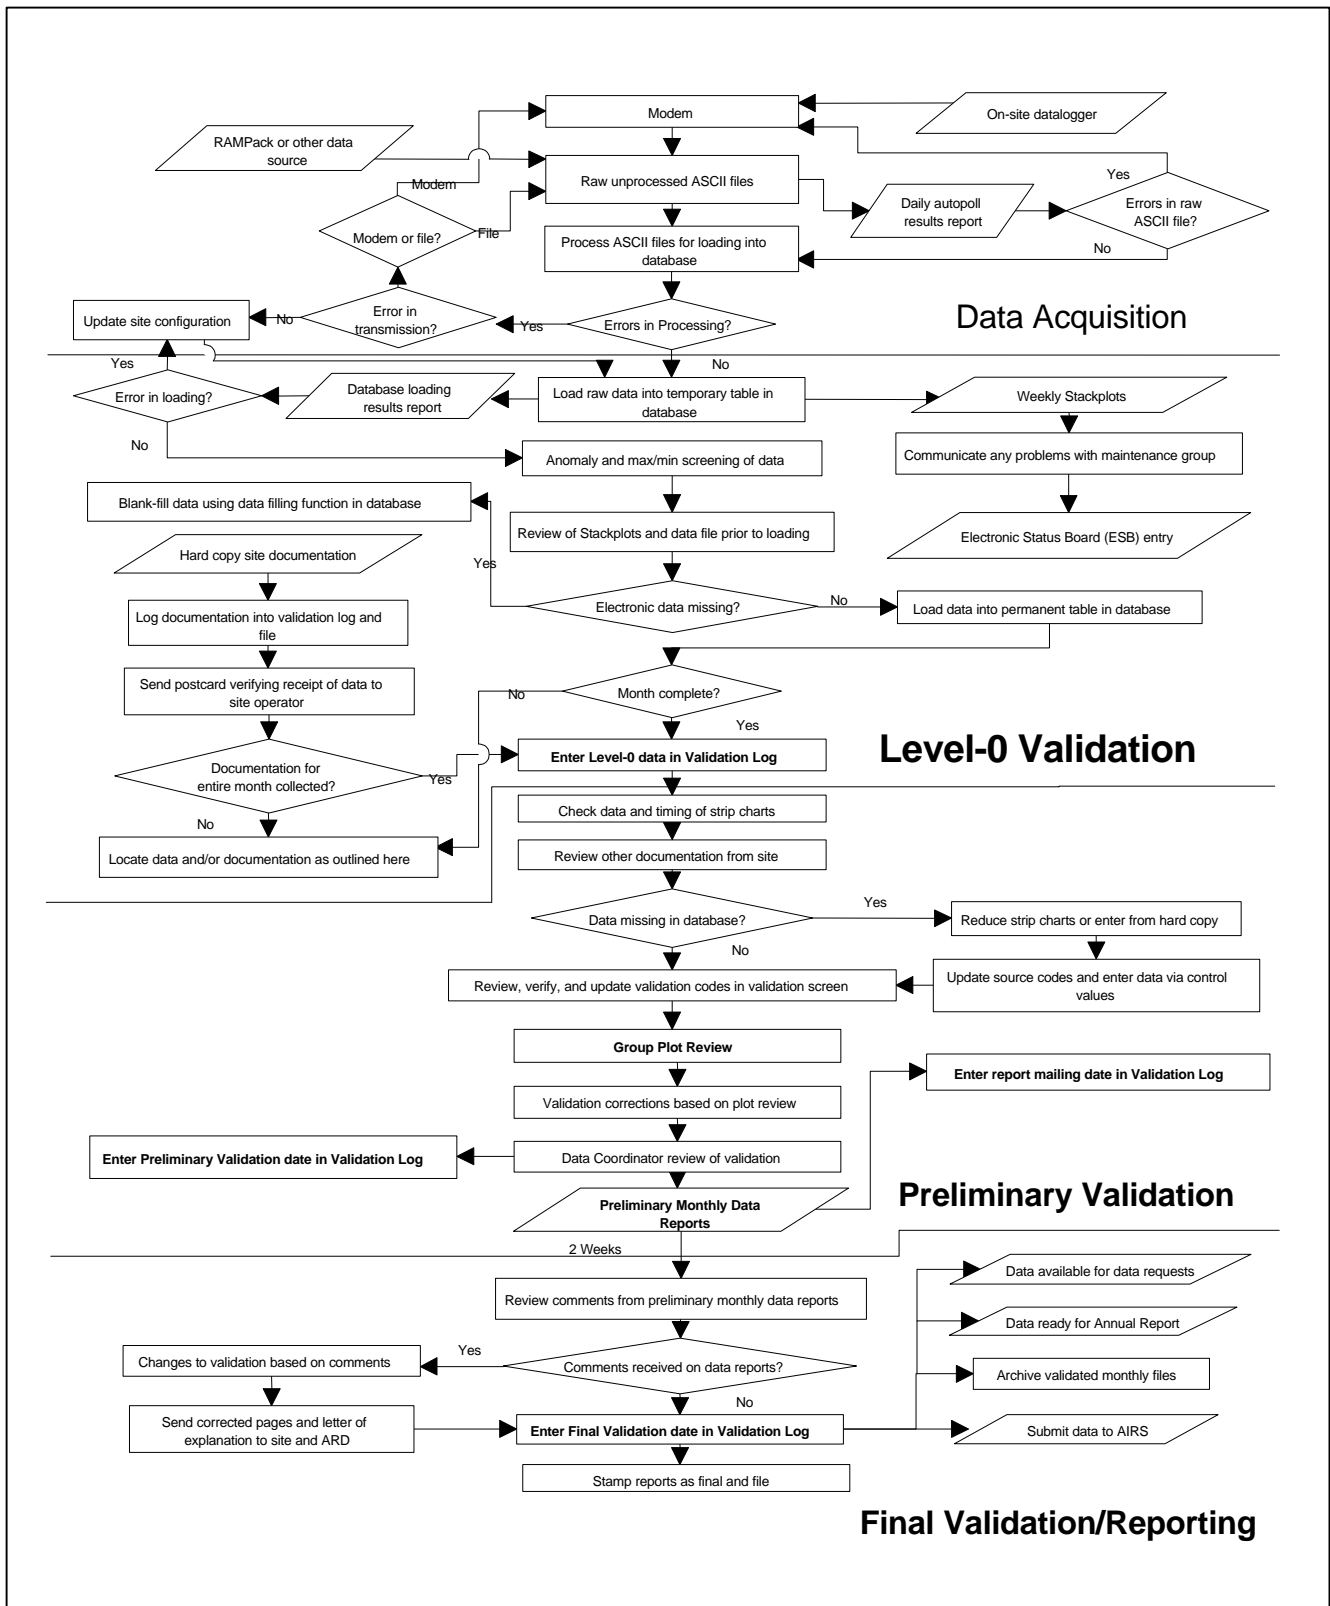 Modem
On-site datalogger
RAMPack or other data
source
Modem
Raw unprocessed ASCII files
Yes
Daily autopoll
results report
Errors in raw
ASCII file?
Modem or file?
File
Process ASCII files for loading into
database
No
Update site configuration
No
Error in
transmission?
Yes
Errors in Processing?
Data Acquisition
Yes
No
Error in loading?
Database loading
results report
Load raw data into temporary table in
database
Weekly Stackplots
No
Anomaly and max/min screening of data
Communicate any problems with maintenance group
Blank-fill data using data filling function in database
Review of Stackplots and data file prior to loading
Electronic Status Board (ESB) entry
Hard copy site documentation
Yes
Electronic data missing?
No
Load data into permanent table in database
Log documentation into validation log and
file
Send postcard verifying receipt of data to
site operator
No
Month complete?
Yes
Level-0 Validation
Enter Level-0 data in Validation Log
Documentation for
entire month collected?
Yes
Check data and timing of strip charts
No
Locate data and/or documentation as outlined here
Review other documentation from site
Data missing in database?
Yes
Reduce strip charts or enter from hard copy
No
Review, verify, and update validation codes in validation screen
Update source codes and enter data via control
values
Group Plot Review
Enter report mailing date in Validation Log
Validation corrections based on plot review
Enter Preliminary Validation date in Validation Log
Data Coordinator review of validation
Preliminary Validation
Preliminary Monthly Data
Reports
2 Weeks
Data available for data requests
Review comments from preliminary monthly data reports
Data ready for Annual Report
Yes
Changes to validation based on comments
Comments received on data reports?
Archive validated monthly files
No
Send corrected pages and letter of
explanation to site and ARD
Enter Final Validation date in Validation Log
Submit data to AIRS
Stamp reports as final and file
Final Validation/Reporting